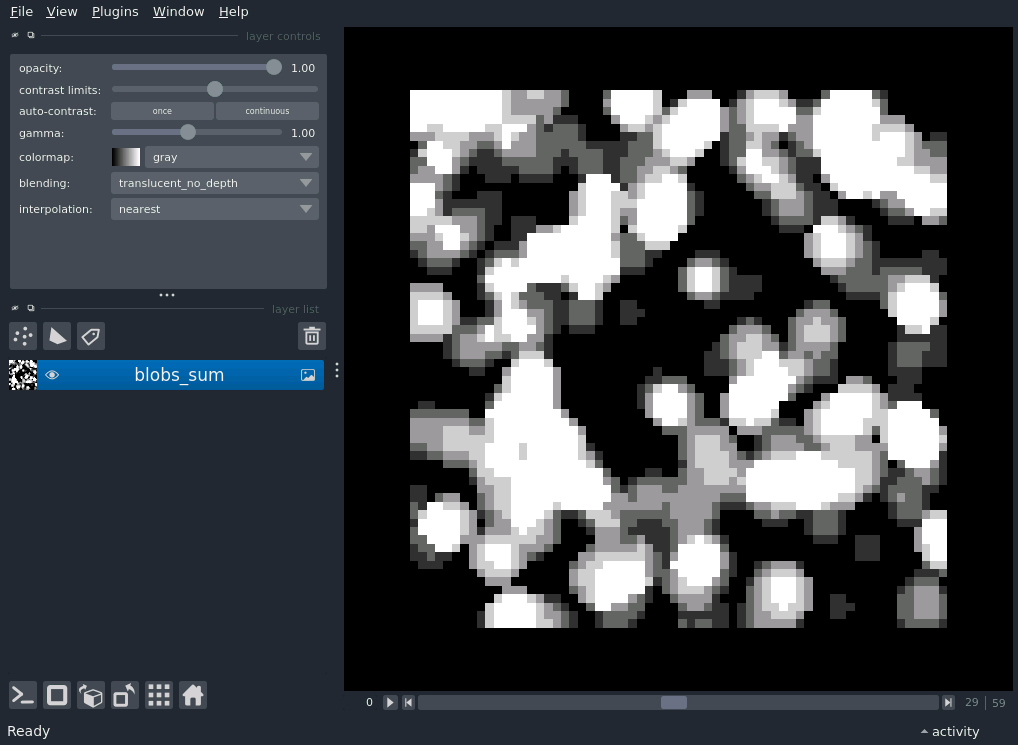 File View Plugins Window Help
layer controls
opacity: 1.00
contrast limits:
auto-contrast: once continuous
gamma: 1.00
colormap: gray
blending: translucent_no_depth
interpolation: nearest
layer list
blobs_sum
0 29 | 59
Ready activity